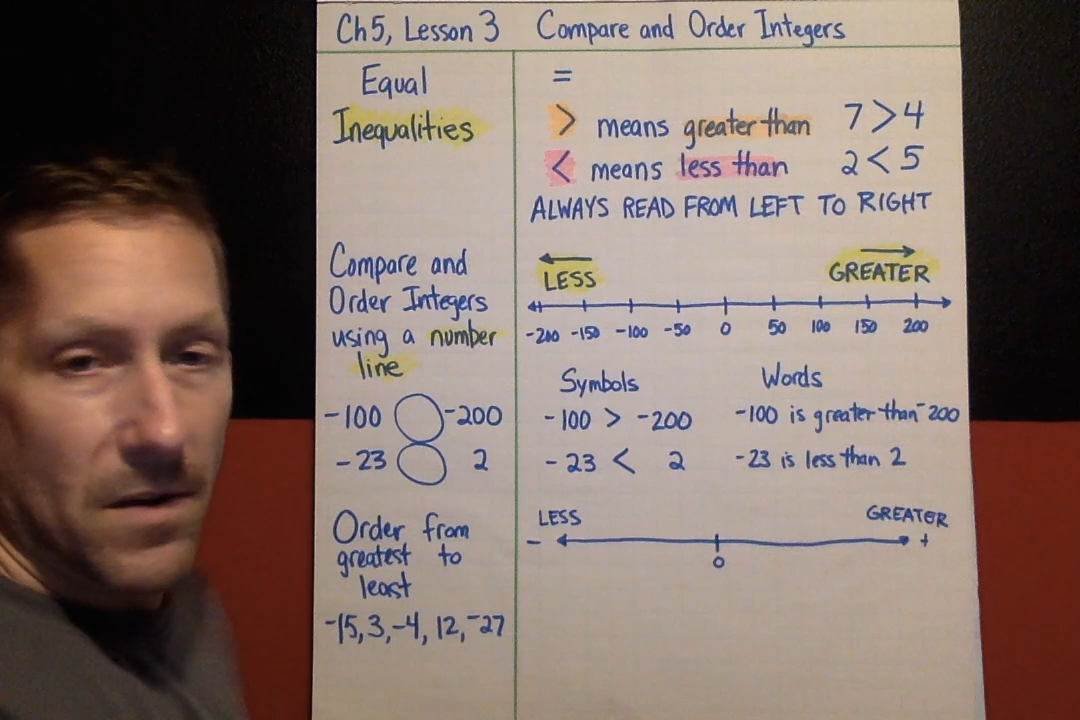 Ch 5, Lesson 3 Compare and Order Integers
Equal =
Inequalities > means greater than 7 > 4
< means less than 2 < 5
ALWAYS READ FROM LEFT TO RIGHT
Compare and
Order Integers
using a number
line
LESS GREATER
-200 -150 -100 -50 0 50 100 150 200
Symbols Words
-100 -200 -100 > -200 -100 is greater than -200
-23 2 -23 < 2 -23 is less than 2
Order from
greatest to
least
-15, 3, -4, 12, -27
LESS GREATER
- 0 +